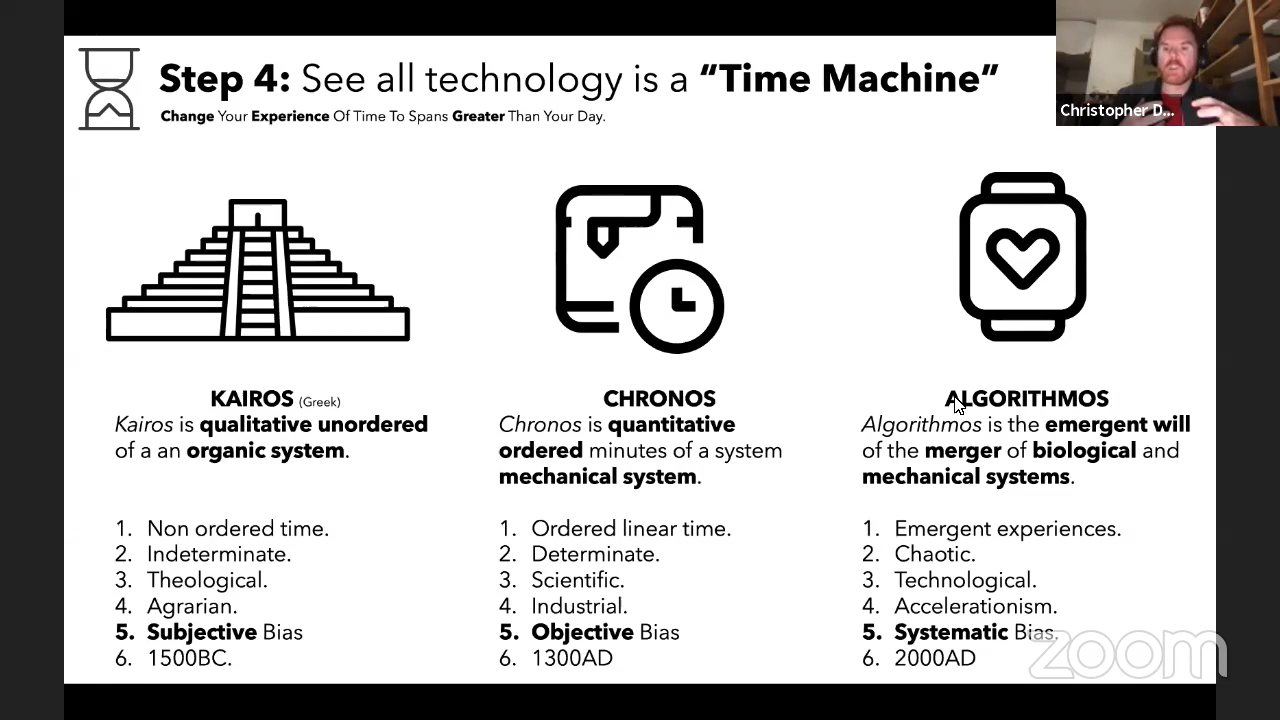 Step 4: See all technology is a “Time Machine”
Change Your Experience Of Time To Spans Greater Than Your Day.
Christopher D...
KAIROS (Greek)
Kairos is qualitative unordered
of a an organic system.
1. Non ordered time.
2. Indeterminate.
3. Theological.
4. Agrarian.
5. Subjective Bias
6. 1500BC.
CHRONOS
Chronos is quantitative
ordered minutes of a system
mechanical system.
1. Ordered linear time.
2. Determinate.
3. Scientific.
4. Industrial.
5. Objective Bias
6. 1300AD
ALGORITHMOS
Algorithmos is the emergent will
of the merger of biological and
mechanical systems.
1. Emergent experiences.
2. Chaotic.
3. Technological.
4. Accelerationism.
5. Systematic Bias.
6. 2000AD
zoom